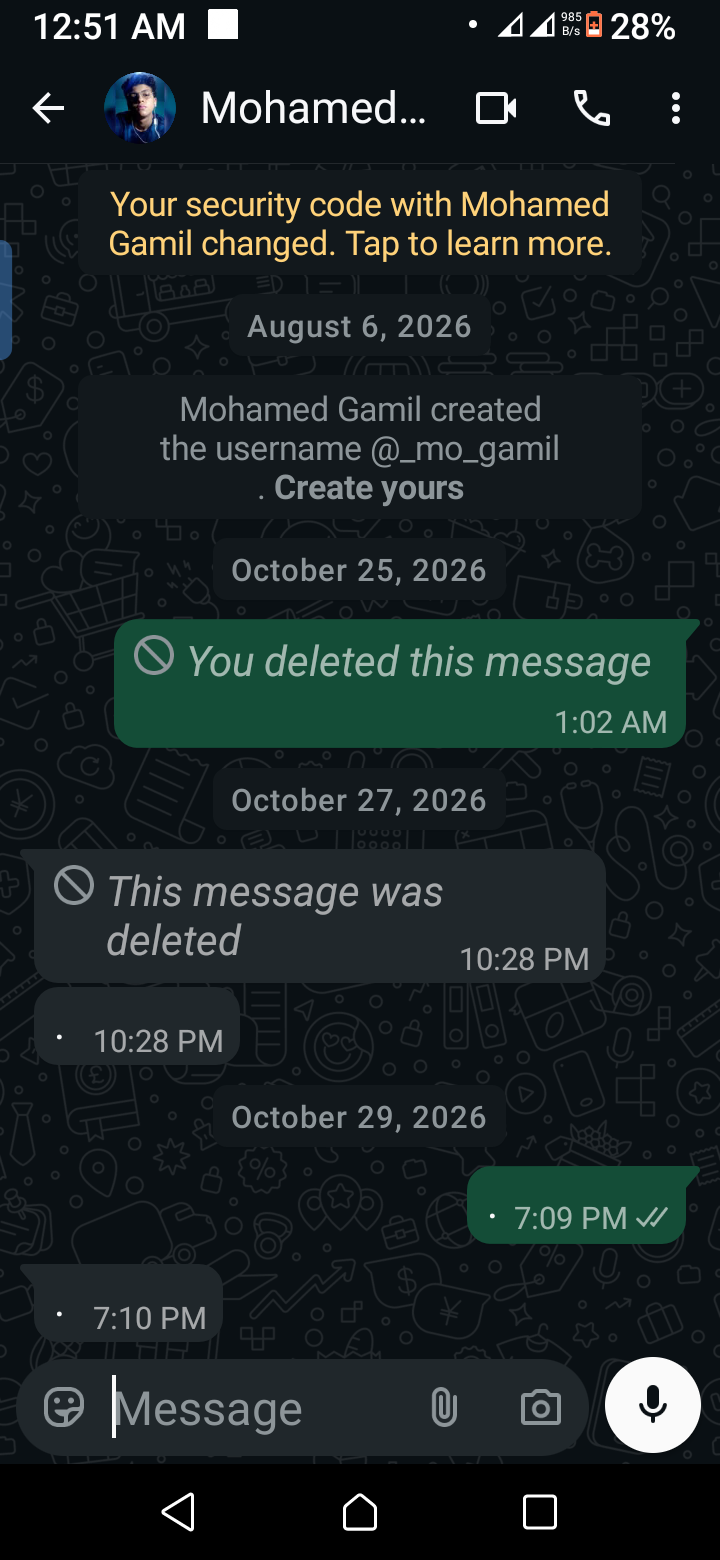 12:51 AM 985 B/s 28%
Mohamed...
Your security code with Mohamed
Gamil changed. Tap to learn more.
August 6, 2026
Mohamed Gamil created
the username @_mo_gamil
. Create yours
October 25, 2026
You deleted this message
1:02 AM
October 27, 2026
This message was
deleted
10:28 PM
. 10:28 PM
October 29, 2026
. 7:09 PM
. 7:10 PM
Message